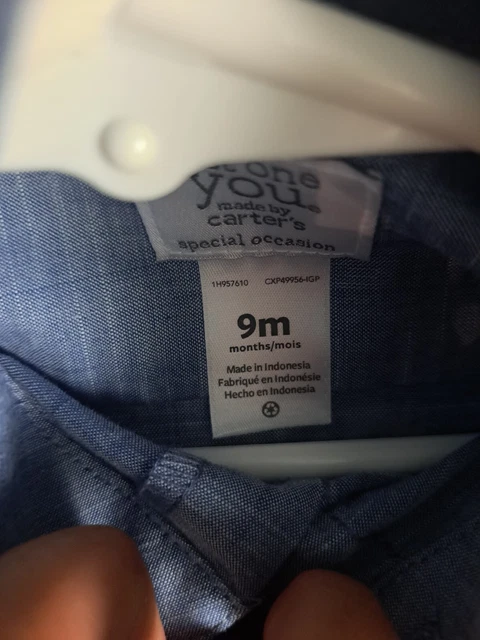 one
you.
made by
carter's
special occasion
1H957610 CXP49956-IGP
9m
months/mois
Made in Indonesia
Fabriqué en Indonésie
Hecho en Indonesia